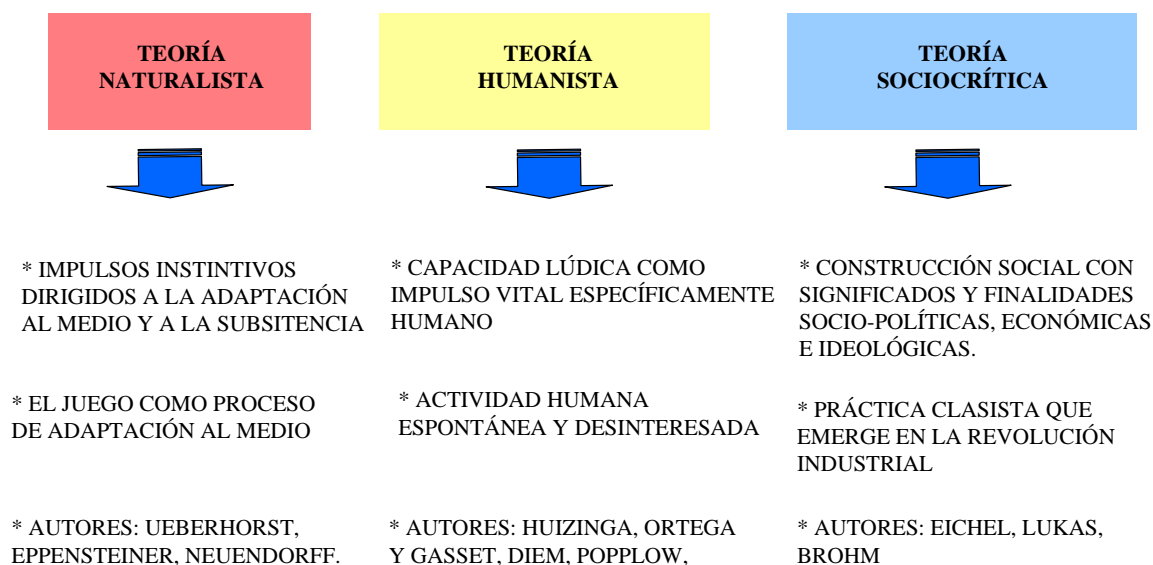 TEORÍA
NATURALISTA
* IMPULSOS INSTINTIVOS
DIRIGIDOS A LA ADAPTACIÓN
AL MEDIO Y A LA SUBSITENCIA
* EL JUEGO COMO PROCESO
DE ADAPTACIÓN AL MEDIO
* AUTORES: UEBERHORST,
EPPENSTEINER, NEUENDORFF.
TEORÍA
HUMANISTA
* CAPACIDAD LÚDICA COMO
IMPULSO VITAL ESPECÍFICAMENTE
HUMANO
* ACTIVIDAD HUMANA
ESPONTÁNEA Y DESINTERESADA
* AUTORES: HUIZINGA, ORTEGA
Y GASSET, DIEM, POPPLOW,
TEORÍA
SOCIOCRÍTICA
* CONSTRUCCIÓN SOCIAL CON
SIGNIFICADOS Y FINALIDADES
SOCIO-POLÍTICAS, ECONÓMICAS
E IDEOLÓGICAS.
* PRÁCTICA CLASISTA QUE
EMERGE EN LA REVOLUCIÓN
INDUSTRIAL
* AUTORES: EICHEL, LUKAS,
BROHM